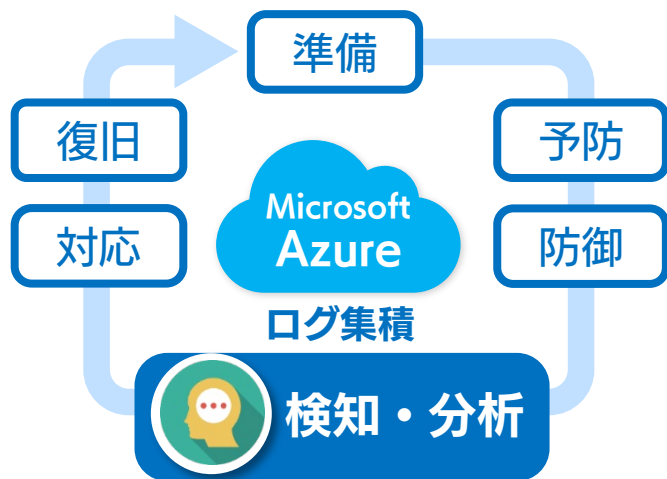 準備
復旧
予防
Microsoft
Azure
対応
防御
ログ集積
検知・分析